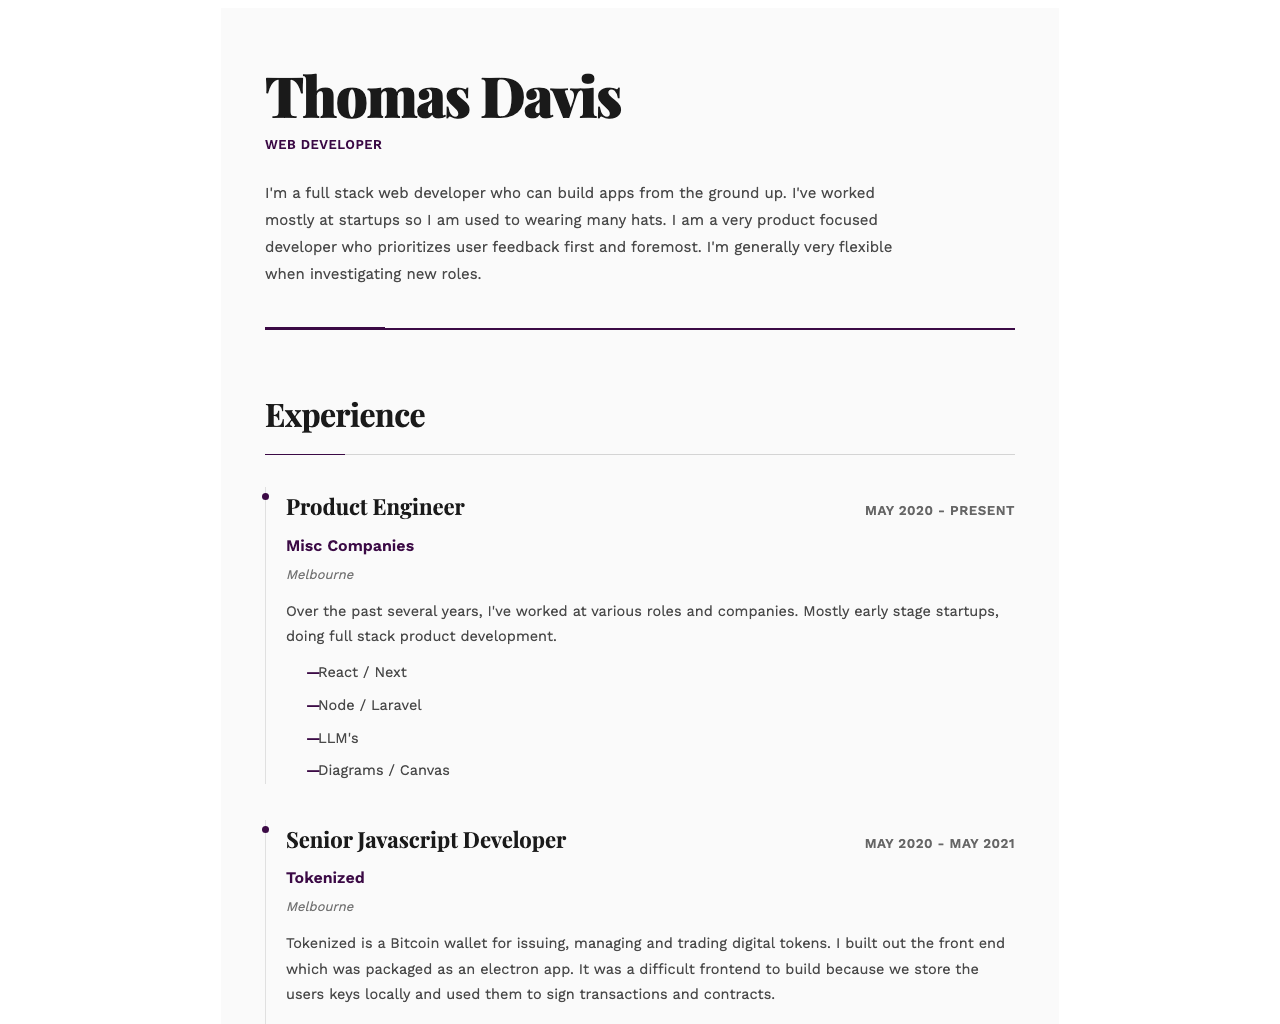 Thomas Davis
WEB DEVELOPER
I'm a full stack web developer who can build apps from the ground up. I've worked
mostly at startups so I am used to wearing many hats. I am a very product focused
developer who prioritizes user feedback first and foremost. I'm generally very flexible
when investigating new roles.
Experience
Product Engineer
MAY 2020 - PRESENT
Misc Companies
Melbourne
Over the past several years, I've worked at various roles and companies. Mostly early stage startups,
doing full stack product development.
—React / Next
—Node / Laravel
—LLM's
—Diagrams / Canvas
Senior Javascript Developer
MAY 2020 - MAY 2021
Tokenized
Melbourne
Tokenized is a Bitcoin wallet for issuing, managing and trading digital tokens. I built out the front end
which was packaged as an electron app. It was a difficult frontend to build because we store the
users keys locally and used them to sign transactions and contracts.